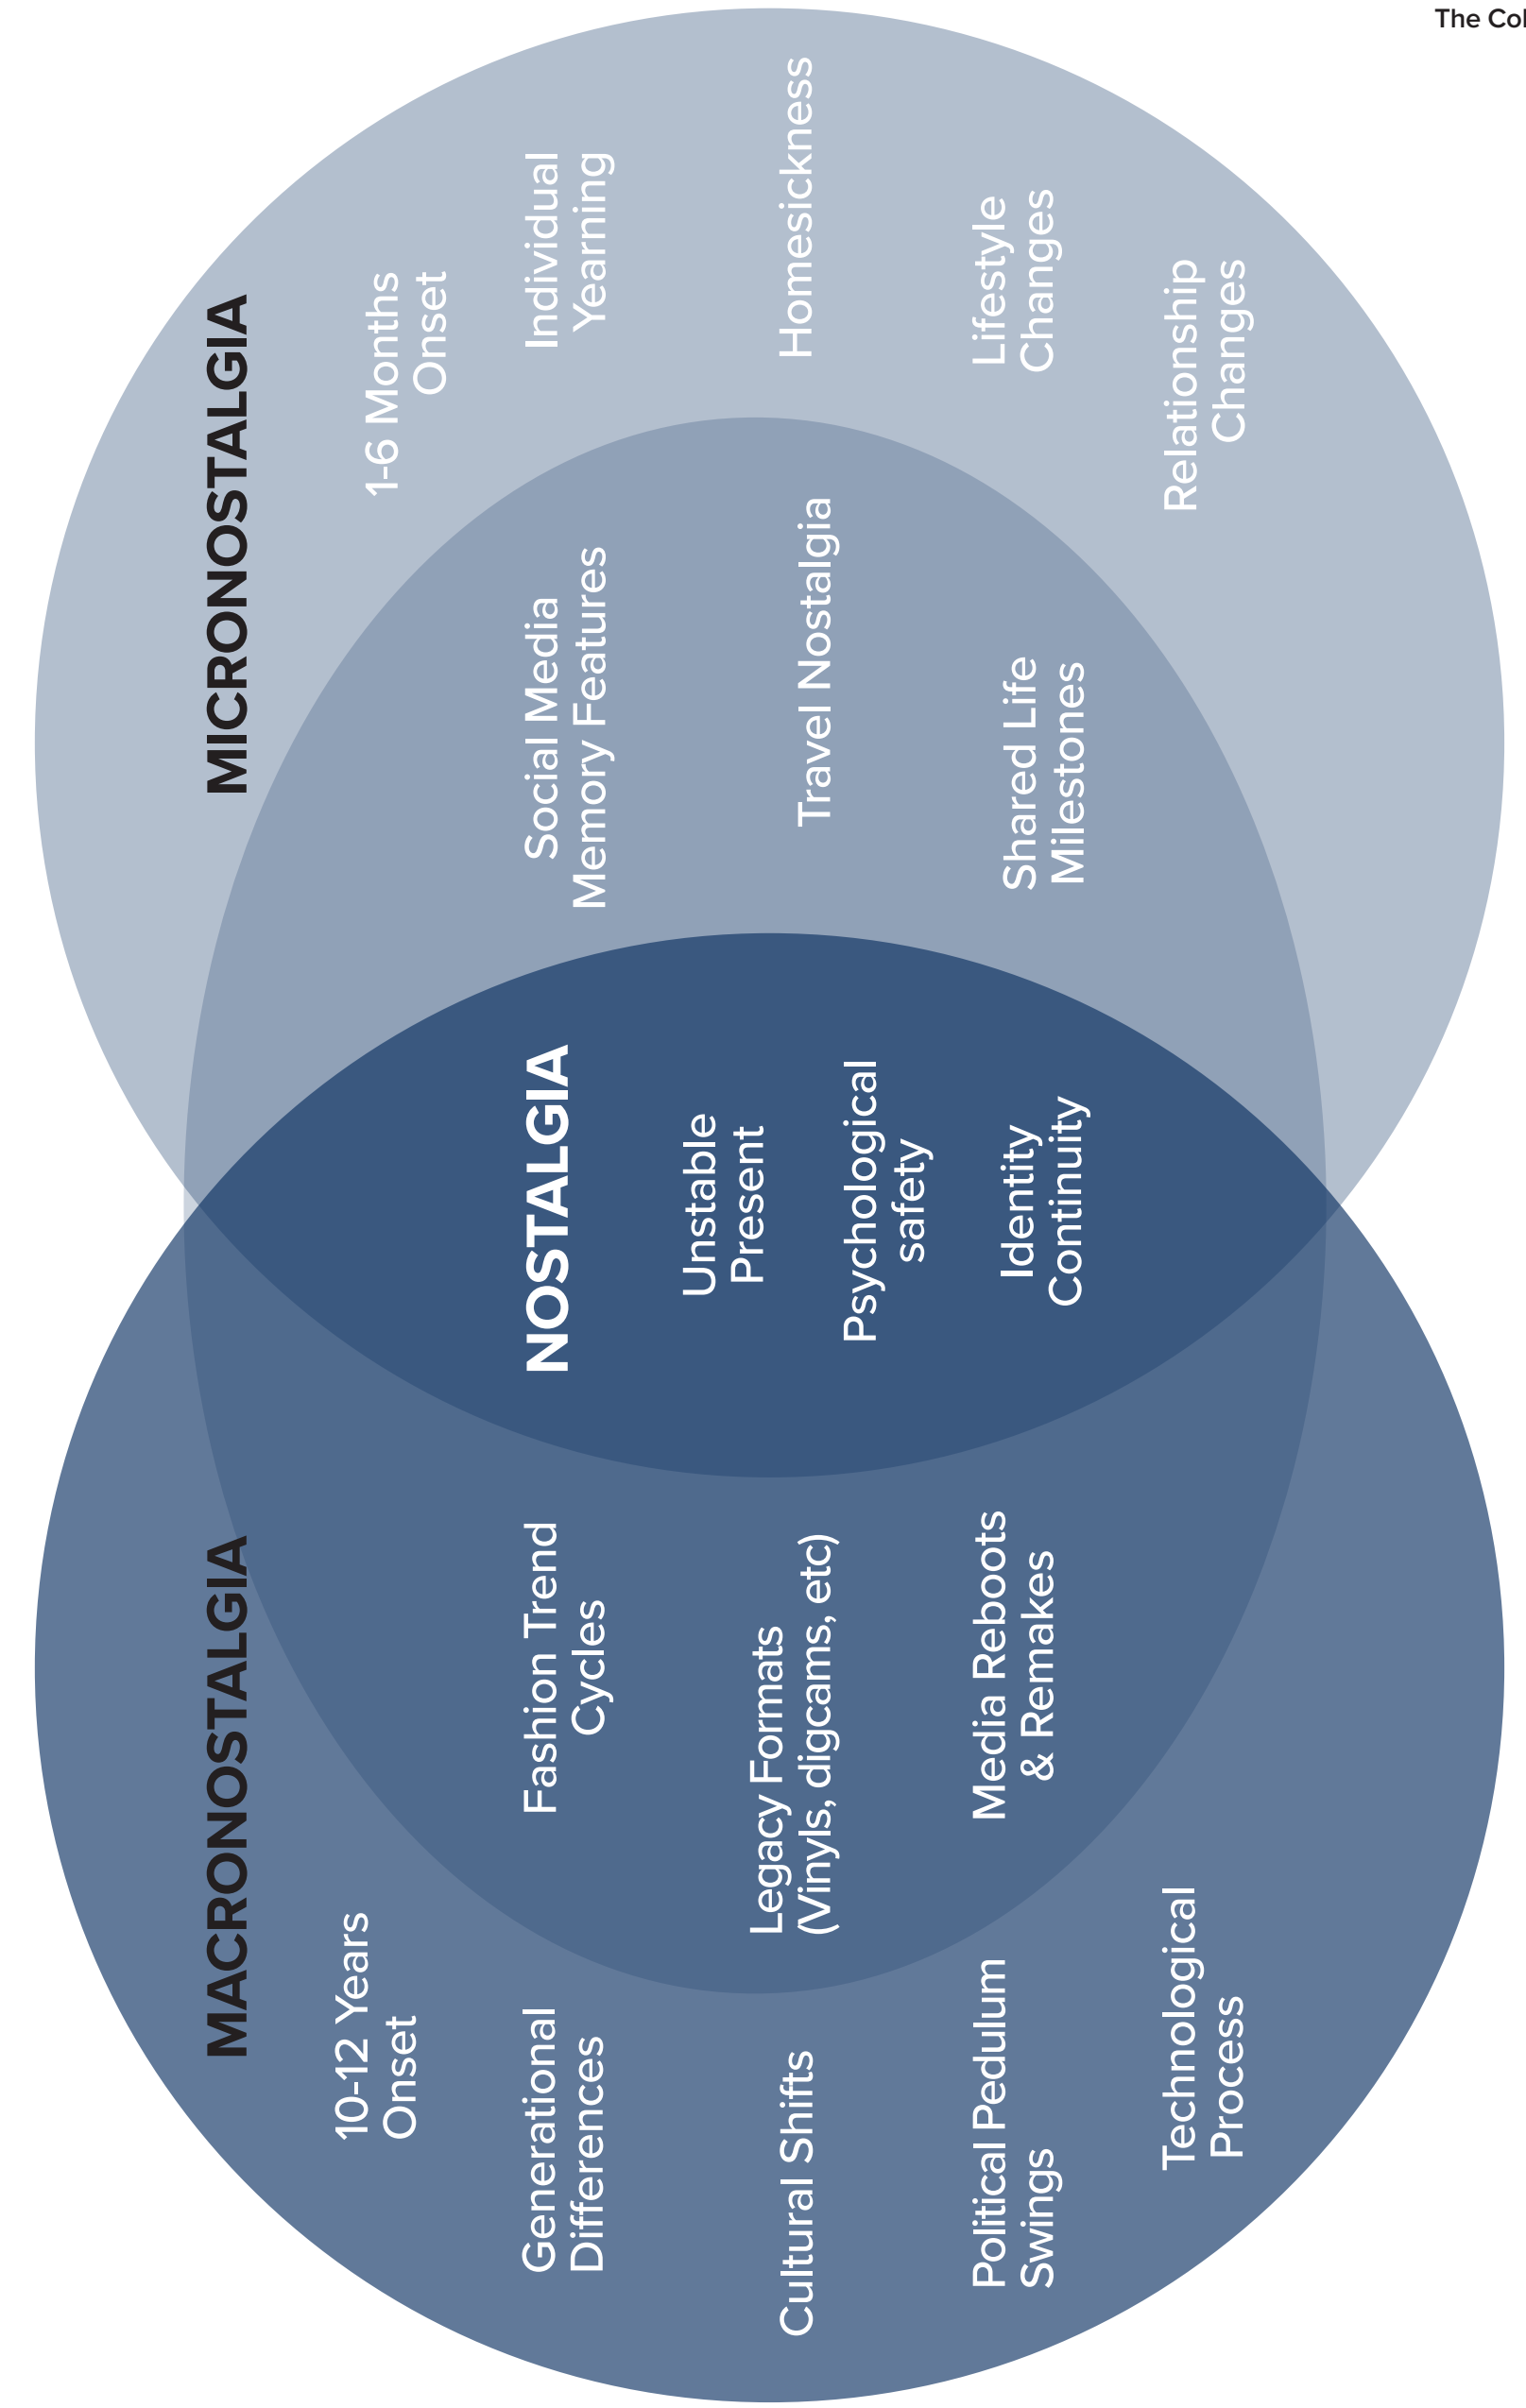 The Col
MACRONOSTALGIA
10-12 Years
Onset
Generational
Differences
Cultural Shifts
Political Pedulum
Swings
Technological
Process
Fashion Trend
Cycles
Legacy Formats
(Vinyls, digcams, etc)
Media Reboots
& Remakes
NOSTALGIA
Unstable
Present
Psychological
safety
Identity
Continuity
Social Media
Memory Features
Travel Nostalgia
Shared Life
Milestones
MICRONOSTALGIA
1-6 Months
Onset
Individual
Yearning
Homesickness
Lifestyle
Changes
Relationship
Changes